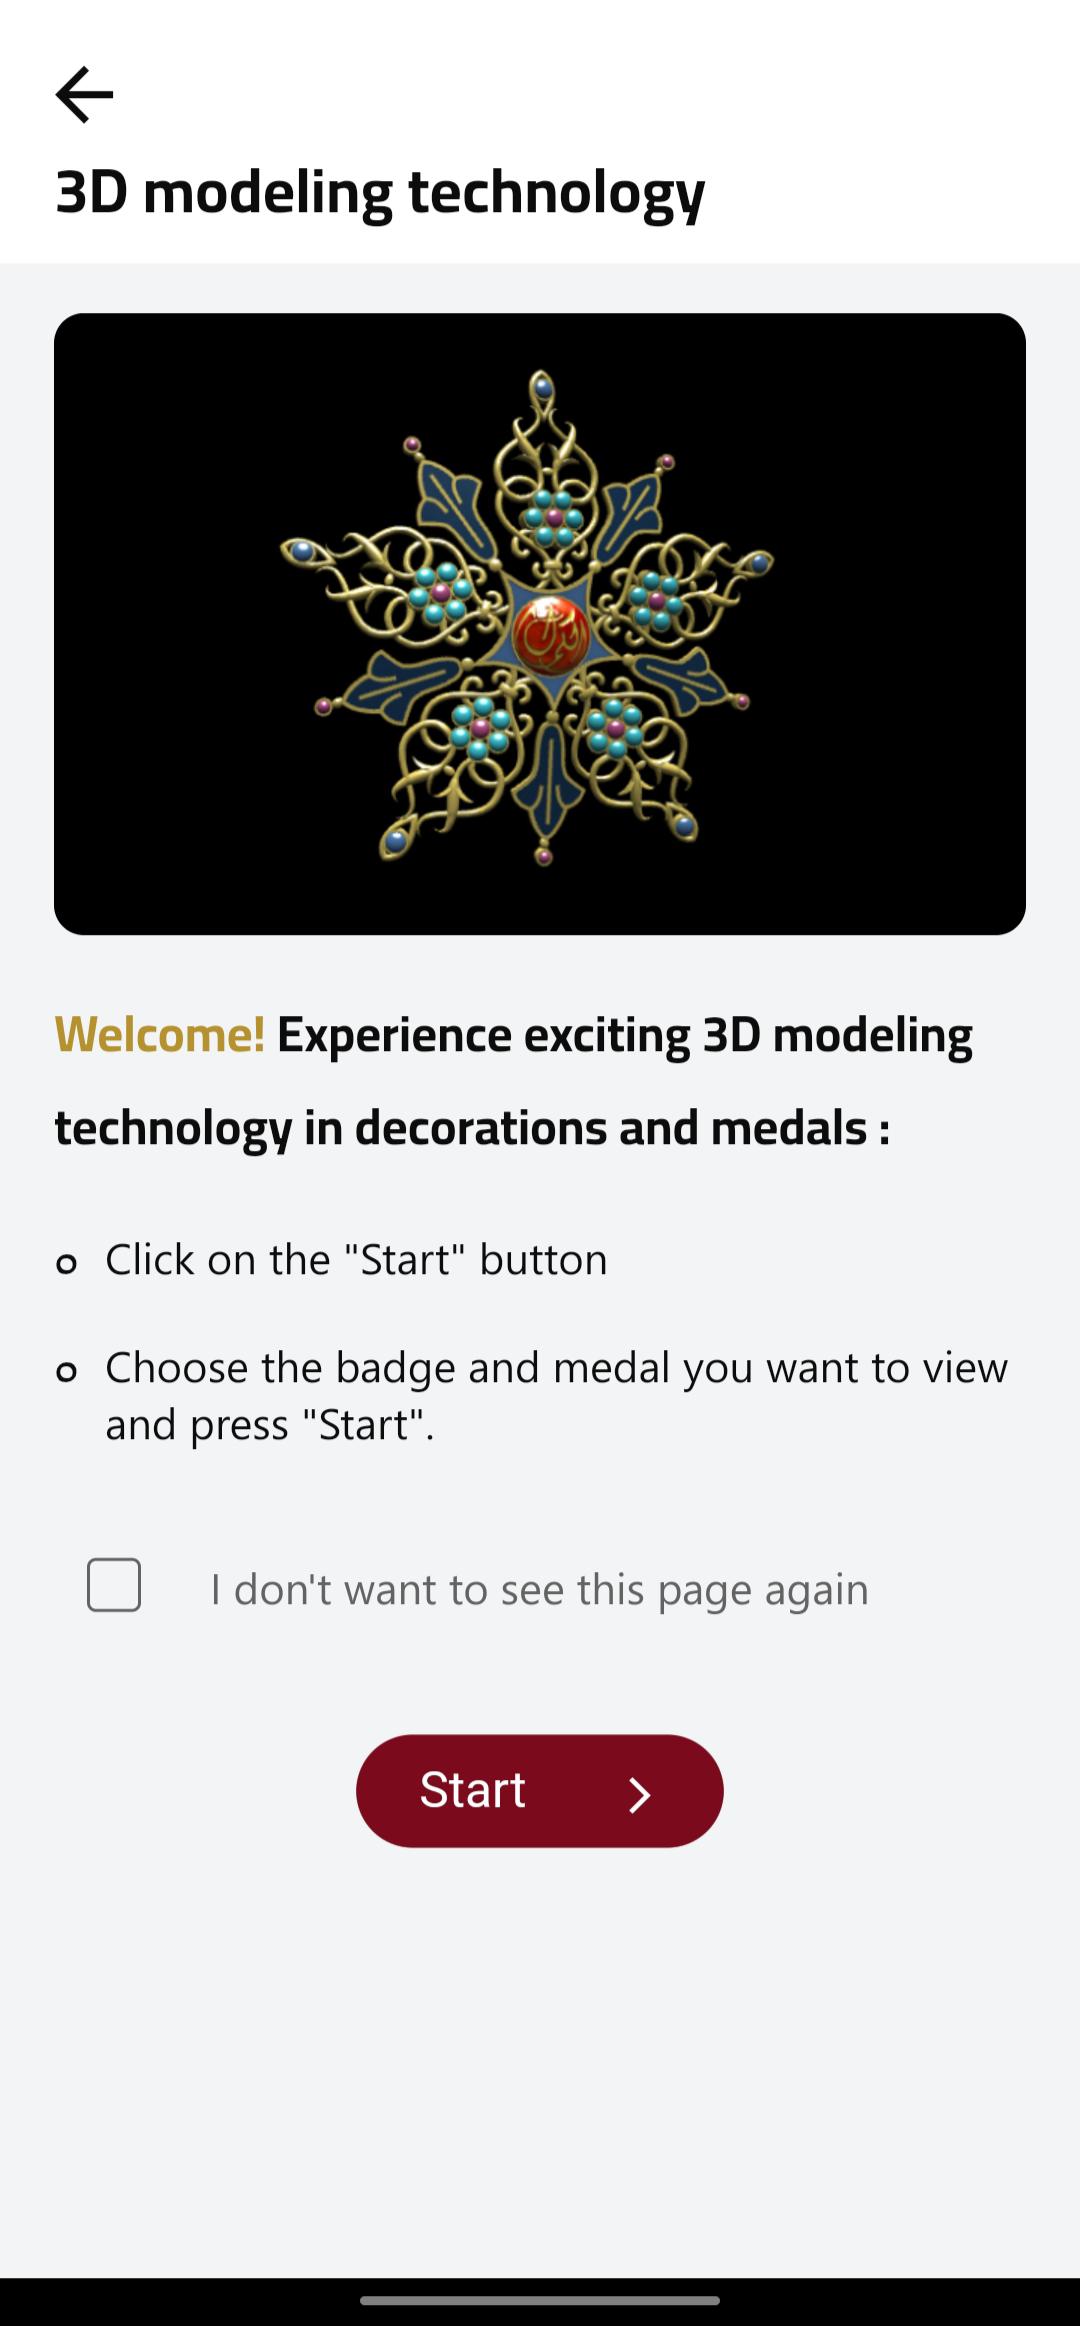 3D modeling technology
Welcome! Experience exciting 3D modeling
technology in decorations and medals :
Click on the "Start" button
Choose the badge and medal you want to view
and press "Start".
I don't want to see this page again
Start